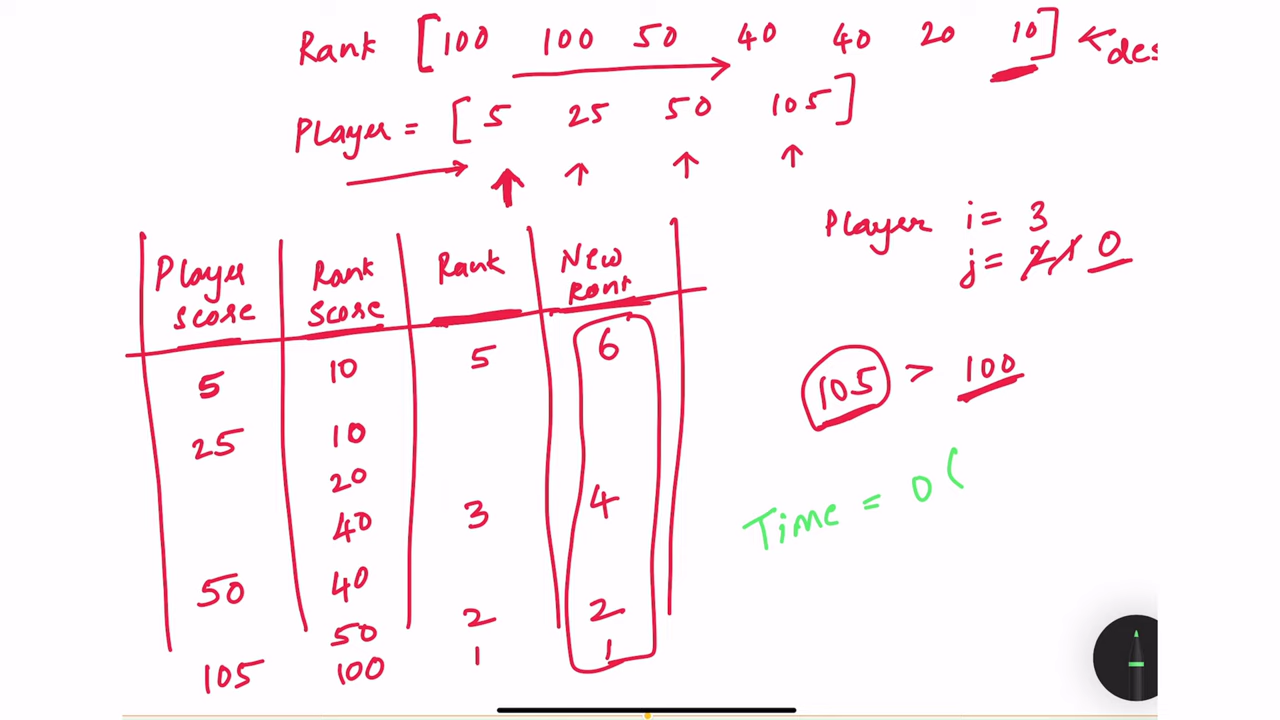 Rank [100 100 50 40 40 20 10] ← des
Player = [5 25 50 105]
Player i = 3
j = 2 1 0
Player score Rank score Rank New Rank
5 10 5 6
25 10
20
40 3 4
50 40
50 2 2
105 100 1 1
105 > 100
Time = O(